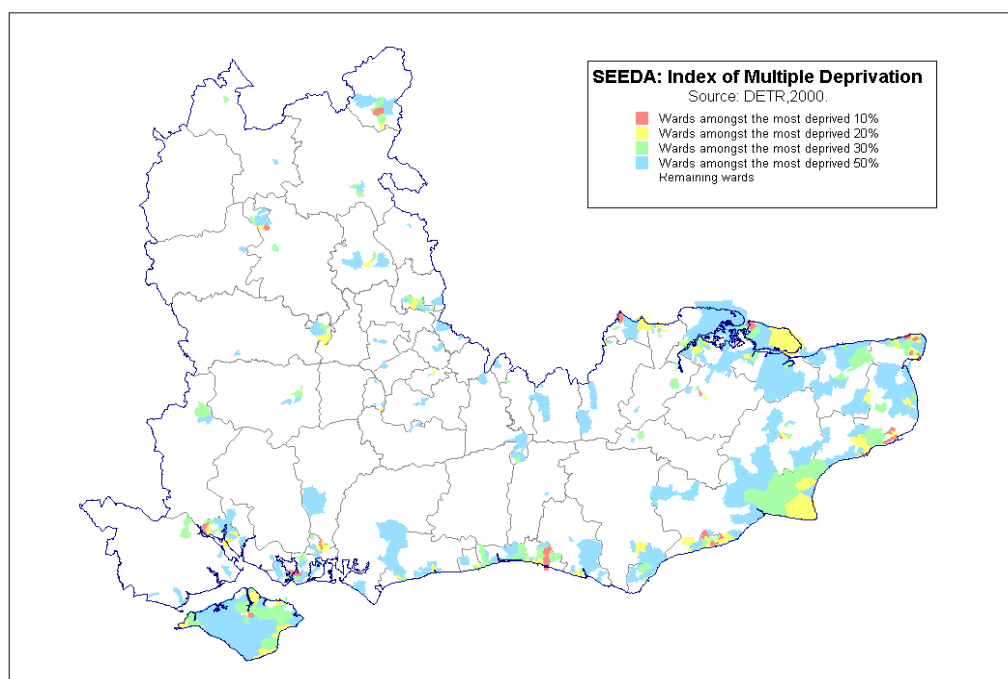 SEEDA: Index of Multiple Deprivation
Source: DETR,2000.
Wards amongst the most deprived 10%
Wards amongst the most deprived 20%
Wards amongst the most deprived 30%
Wards amongst the most deprived 50%
Remaining wards